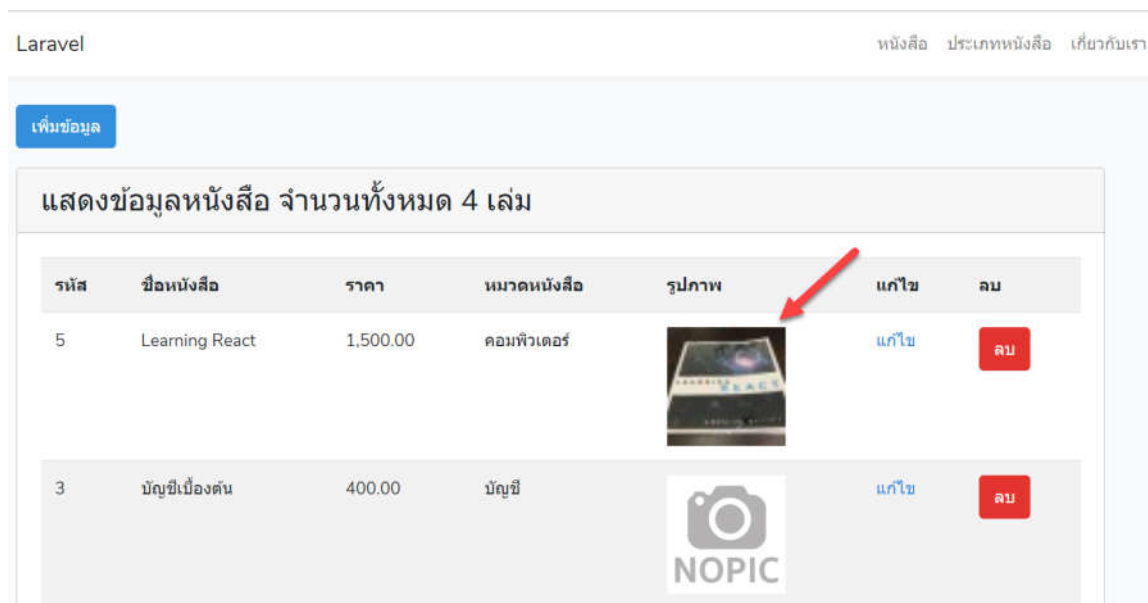 Laravel หนังสือ ประเภทหนังสือ เกี่ยวกับเรา
เพิ่มข้อมูล
แสดงข้อมูลหนังสือ จำนวนทั้งหมด 4 เล่ม
รหัส ชื่อหนังสือ ราคา หมวดหนังสือ รูปภาพ แก้ไข ลบ
5 Learning React 1,500.00 คอมพิวเตอร์ แก้ไข ลบ
REACT
3 บัญชีเบื้องต้น 400.00 บัญชี แก้ไข ลบ
NOPIC